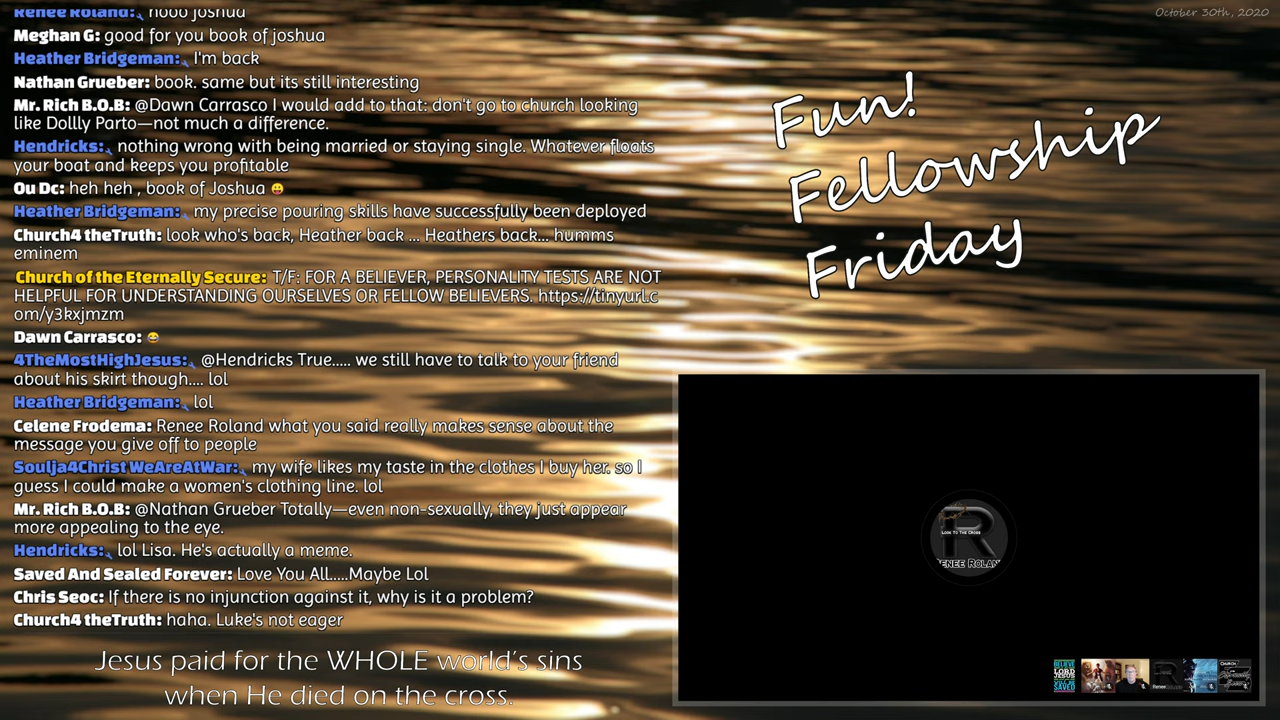 Renee Roland: nooo joshua
Meghan G: good for you book of joshua
Heather Bridgeman: I'm back
Nathan Grueber: book. same but its still interesting
Mr. Rich B.O.B: @Dawn Carrasco I would add to that: don't go to church looking
like Dollly Parto—not much a difference.
Hendricks: nothing wrong with being married or staying single. Whatever floats
your boat and keeps you profitable
Ou Dc: heh heh , book of Joshua 😛
Heather Bridgeman: my precise pouring skills have successfully been deployed
Church4 theTruth: look who's back, Heather back ... Heathers back... humms
eminem
Church of the Eternally Secure: T/F: FOR A BELIEVER, PERSONALITY TESTS ARE NOT
HELPFUL FOR UNDERSTANDING OURSELVES OR FELLOW BELIEVERS. https://tinyurl.c
om/y3kxjmzm
Dawn Carrasco: 😂
4TheMostHighJesus: @Hendricks True..... we still have to talk to your friend
about his skirt though.... lol
Heather Bridgeman: lol
Celene Frodema: Renee Roland what you said really makes sense about the
message you give off to people
Soulja4Christ WeAreAtWar: my wife likes my taste in the clothes I buy her. so I
guess I could make a women's clothing line. lol
Mr. Rich B.O.B: @Nathan Grueber Totally—even non-sexually, they just appear
more appealing to the eye.
Hendricks: lol Lisa. He's actually a meme.
Saved And Sealed Forever: Love You All.....Maybe Lol
Chris Seoc: If there is no injunction against it, why is it a problem?
Church4 theTruth: haha. Luke's not eager
Jesus paid for the WHOLE world's sins
when He died on the cross.
October 30th, 2020
Fun!
Fellowship
Friday
R
LOOK TO THE CROSS
RENEE ROLAN
BELIEVE
LORD
JESUS
SAVED
Renee
CHURCH